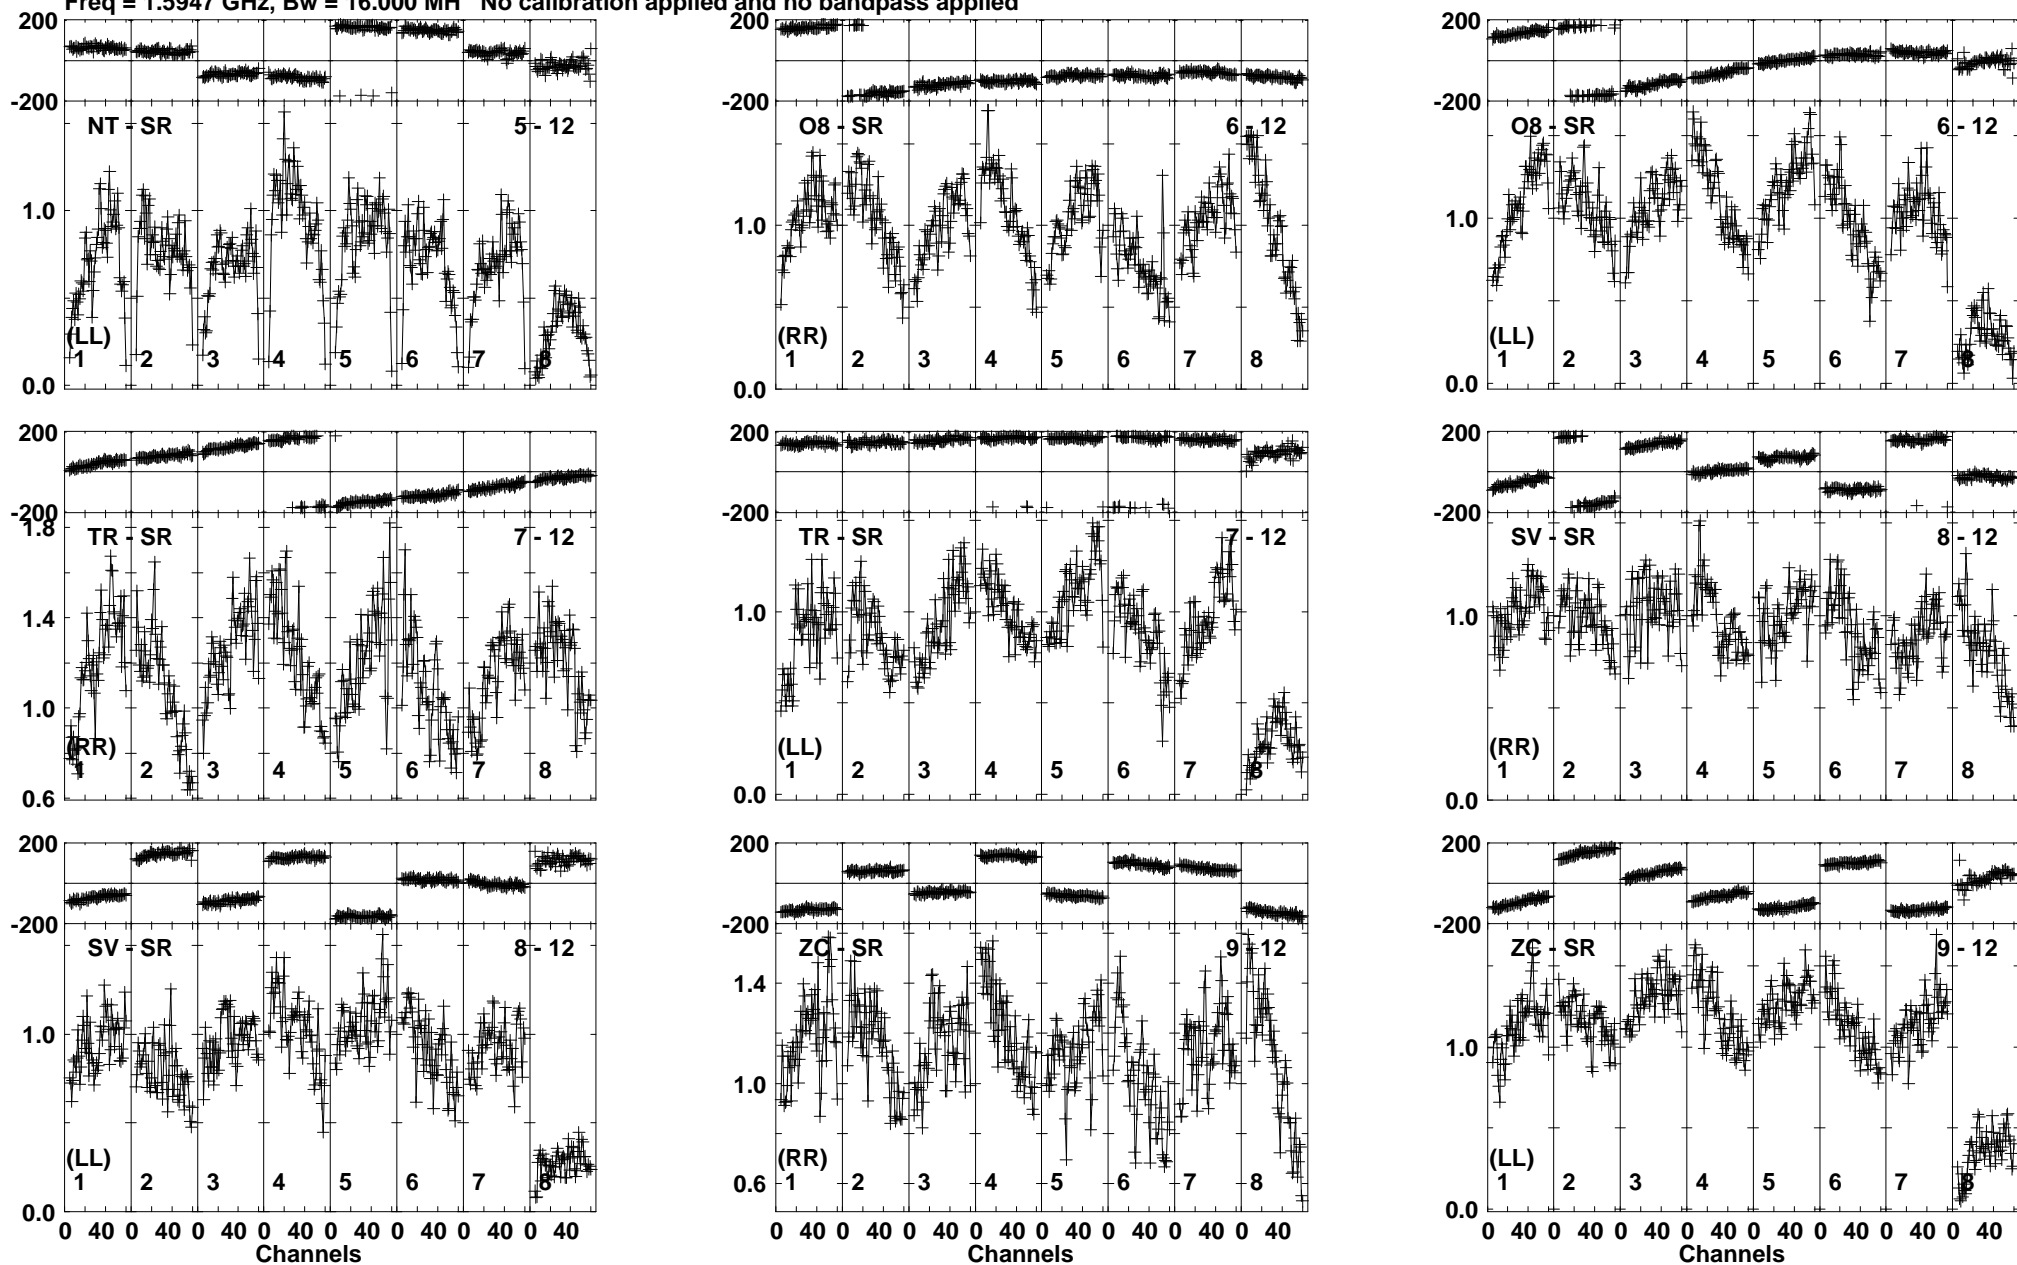 Freq = 1.5947 GHz, Bw = 16.000 MH No calibration applied and no bandpass applied
200 200 200
-200 -200 -200
NT - SR 5 - 12 O8 - SR 6 - 12 O8 - SR 6 - 12
1.0 1.0 1.0
(LL) (RR) (LL)
1 2 3 4 5 6 7 8 1 2 3 4 5 6 7 8 1 2 3 4 5 6 7 8
0.0 0.0 0.0
200 200 200
-200 -200 -200
1.8
TR - SR 7 - 12 TR - SR 7 - 12 SV - SR 8 - 12
1.4 1.0 1.0
1.0
(RR) (LL) (RR)
1 2 3 4 5 6 7 8 1 2 3 4 5 6 7 8 1 2 3 4 5 6 7 8
0.6 0.0 0.0
200 200 200
-200 -200 -200
SV - SR 8 - 12 ZC - SR 9 - 12 ZC - SR 9 - 12
1.4
1.0 1.0 1.0
(LL) (RR) (LL)
1 2 3 4 5 6 7 8 1 2 3 4 5 6 7 8 1 2 3 4 5 6 7 8
0.0 0.6 0.0
0 40 0 40 0 40 0 40 0 40 0 40 0 40 0 40 0 40 0 40 0 40 0 40 0 40 0 40 0 40 0 40 0 40 0 40 0 40 0 40 0 40 0 40 0 40 0 40
Channels Channels Channels